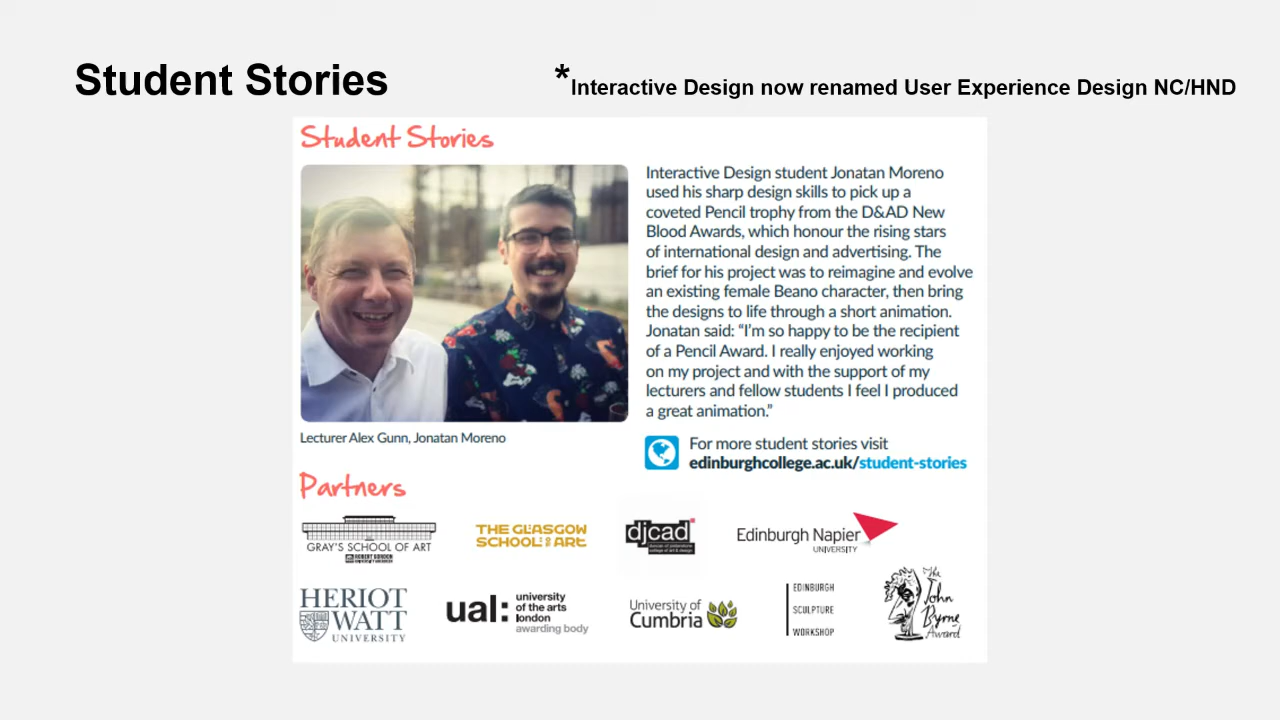 Student Stories
*Interactive Design now renamed User Experience Design NC/HND
Student Stories
Interactive Design student Jonatan Moreno
used his sharp design skills to pick up a
coveted Pencil trophy from the D&AD New
Blood Awards, which honour the rising stars
of international design and advertising. The
brief for his project was to reimagine and evolve
an existing female Beano character, then bring
the designs to life through a short animation.
Jonatan said: “I’m so happy to be the recipient
of a Pencil Award. I really enjoyed working
on my project and with the support of my
lecturers and fellow students I feel I produced
a great animation.”
Lecturer Alex Gunn, Jonatan Moreno
For more student stories visit
edinburghcollege.ac.uk/student-stories
Partners
GRAY'S SCHOOL OF ART
THE GLASGOW
SCHOOL OF ART
djcad
Edinburgh Napier
UNIVERSITY
HERIOT
WATT
UNIVERSITY
ual:
university
of the arts
london
awarding body
University of
Cumbria
EDINBURGH
SCULPTURE
WORKSHOP
The
John
Byrne
Award